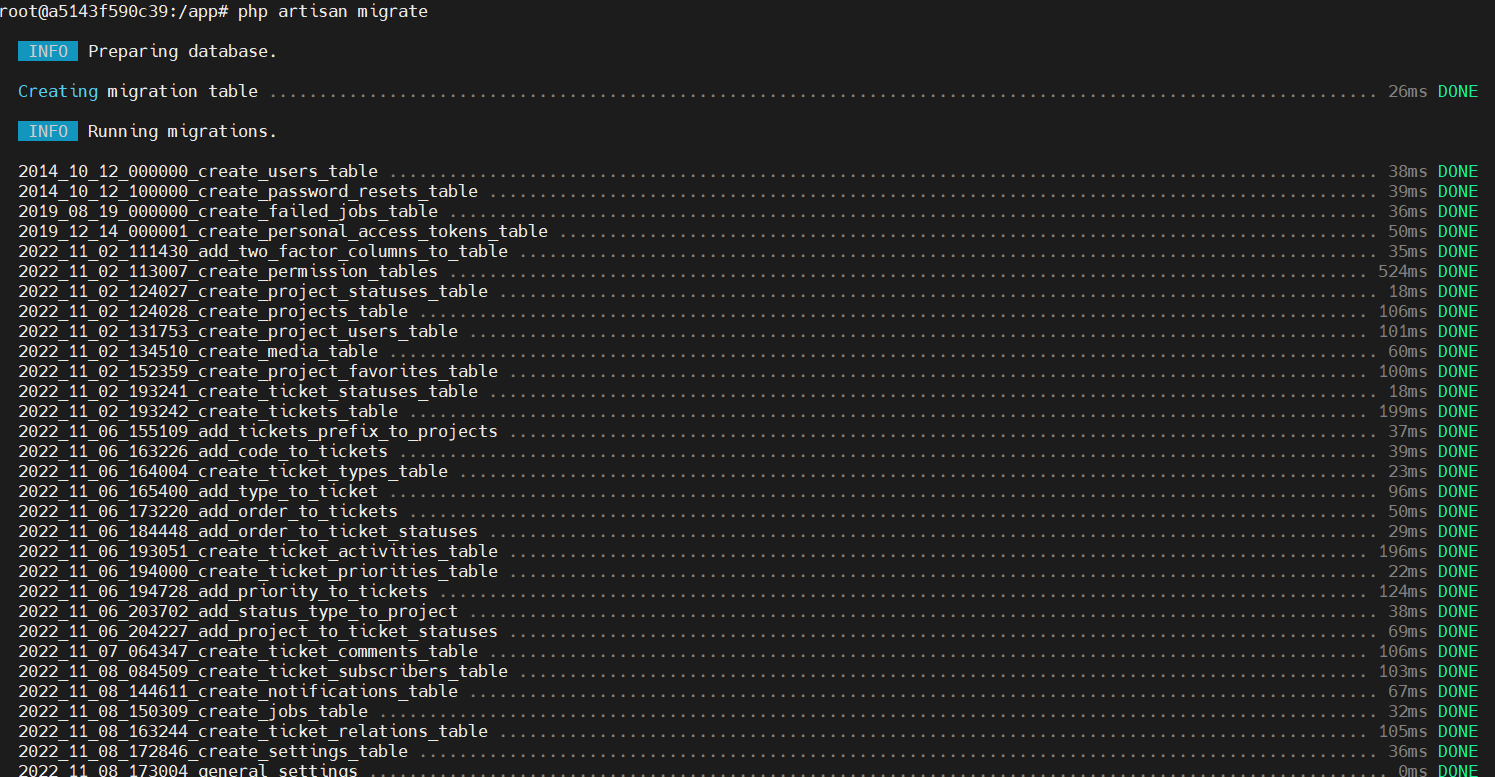 root@a5143f590c39:/app# php artisan migrate
INFO Preparing database.
Creating migration table ............................................................................................................... 26ms DONE
INFO Running migrations.
2014_10_12_000000_create_users_table ................................................................................................... 38ms DONE
2014_10_12_100000_create_password_resets_table ......................................................................................... 39ms DONE
2019_08_19_000000_create_failed_jobs_table ............................................................................................. 36ms DONE
2019_12_14_000001_create_personal_access_tokens_table .................................................................................. 50ms DONE
2022_11_02_111430_add_two_factor_columns_to_table ...................................................................................... 35ms DONE
2022_11_02_113007_create_permission_tables ............................................................................................ 524ms DONE
2022_11_02_124027_create_project_statuses_table ........................................................................................ 18ms DONE
2022_11_02_124028_create_projects_table ............................................................................................... 106ms DONE
2022_11_02_131753_create_project_users_table .......................................................................................... 101ms DONE
2022_11_02_134510_create_media_table ................................................................................................... 60ms DONE
2022_11_02_152359_create_project_favorites_table ...................................................................................... 100ms DONE
2022_11_02_193241_create_ticket_statuses_table ......................................................................................... 18ms DONE
2022_11_02_193242_create_tickets_table ................................................................................................ 199ms DONE
2022_11_06_155109_add_tickets_prefix_to_projects ....................................................................................... 37ms DONE
2022_11_06_163226_add_code_to_tickets .................................................................................................. 39ms DONE
2022_11_06_164004_create_ticket_types_table ............................................................................................ 23ms DONE
2022_11_06_165400_add_type_to_ticket ................................................................................................... 96ms DONE
2022_11_06_173220_add_order_to_tickets ................................................................................................. 50ms DONE
2022_11_06_184448_add_order_to_ticket_statuses ......................................................................................... 29ms DONE
2022_11_06_193051_create_ticket_activities_table ...................................................................................... 196ms DONE
2022_11_06_194000_create_ticket_priorities_table ....................................................................................... 22ms DONE
2022_11_06_194728_add_priority_to_tickets ............................................................................................. 124ms DONE
2022_11_06_203702_add_status_type_to_project ........................................................................................... 38ms DONE
2022_11_06_204227_add_project_to_ticket_statuses ....................................................................................... 69ms DONE
2022_11_07_064347_create_ticket_comments_table ........................................................................................ 106ms DONE
2022_11_08_084509_create_ticket_subscribers_table ..................................................................................... 103ms DONE
2022_11_08_144611_create_notifications_table ........................................................................................... 67ms DONE
2022_11_08_150309_create_jobs_table .................................................................................................... 32ms DONE
2022_11_08_163244_create_ticket_relations_table ....................................................................................... 105ms DONE
2022_11_08_172846_create_settings_table ................................................................................................ 36ms DONE
2022_11_08_173004_general_settings ...................................................................................................... 0ms DONE